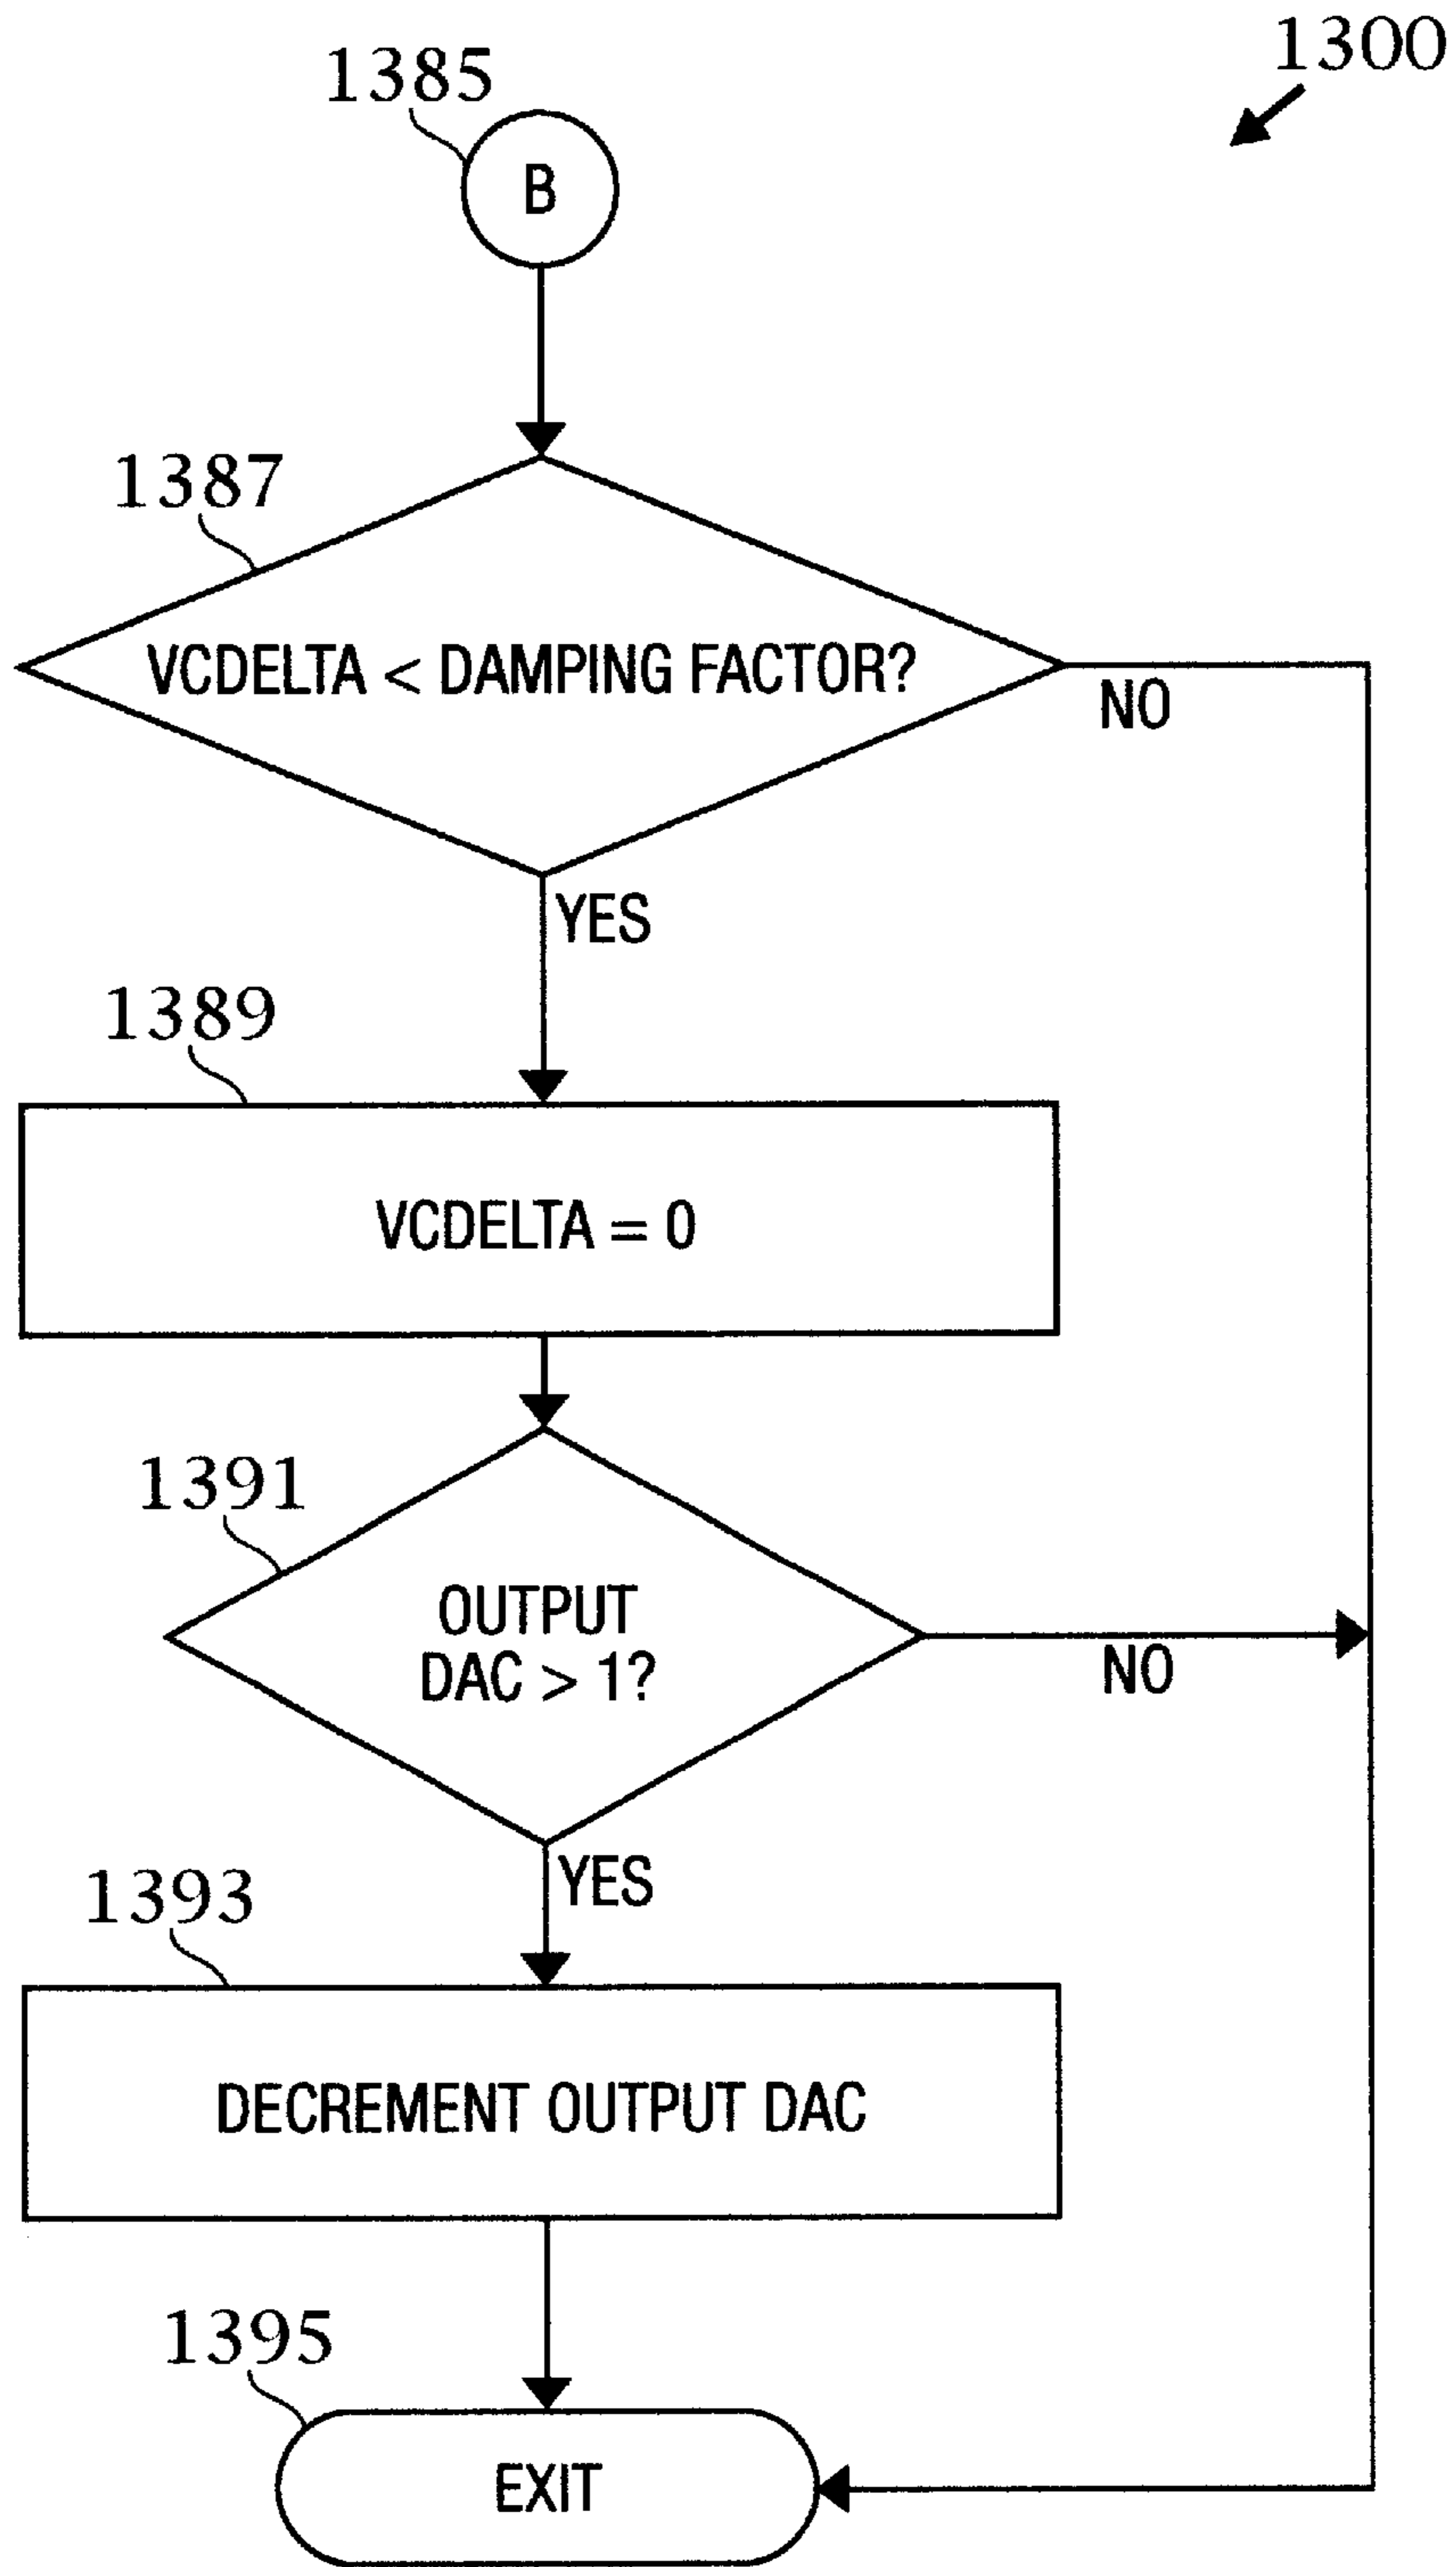 1300
1385
B
1387
VCDELTA < DAMPING FACTOR?
NO
YES
1389
VCDELTA = 0
1391
OUTPUT
DAC > 1?
NO
YES
1393
DECREMENT OUTPUT DAC
1395
EXIT